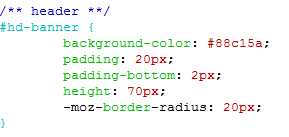 /** header **/
#hd-banner {
        background-color: #88c15a;
        padding: 20px;
        padding-bottom: 2px;
        height: 70px;
        -moz-border-radius: 20px;
}